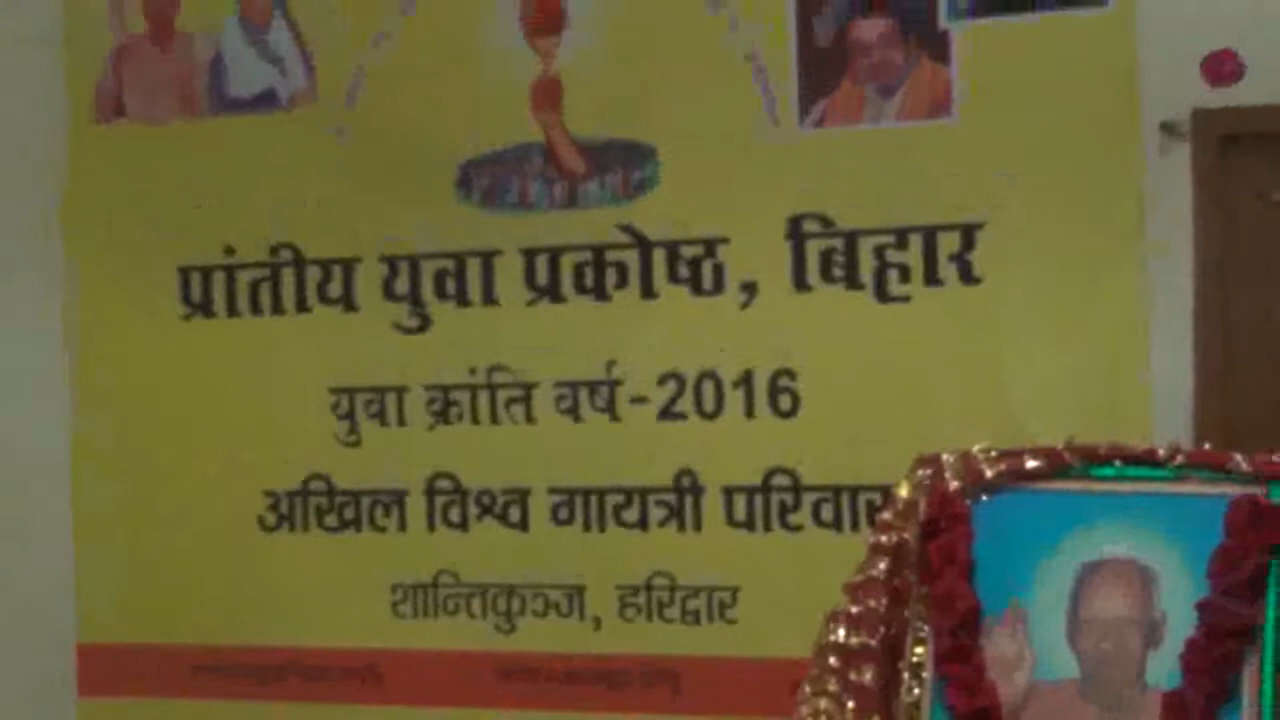 प्रांतीय युवा प्रकोष्ठ, बिहार
युवा क्रांति वर्ष-2016
अखिल विश्व गायत्री परिवार
शान्तिकुञ्ज, हरिद्वार